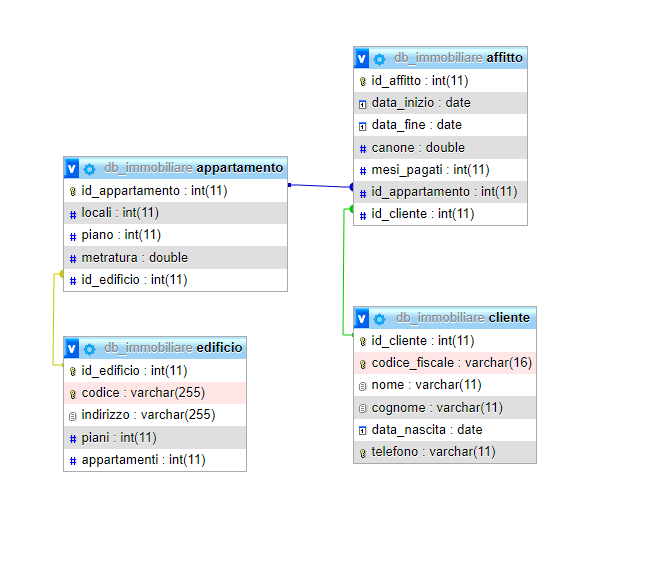 db_immobiliare affitto
id_affitto : int(11)
data_inizio : date
data_fine : date
canone : double
mesi_pagati : int(11)
id_appartamento : int(11)
id_cliente : int(11)
db_immobiliare appartamento
id_appartamento : int(11)
locali : int(11)
piano : int(11)
metratura : double
id_edificio : int(11)
db_immobiliare edificio
id_edificio : int(11)
codice : varchar(255)
indirizzo : varchar(255)
piani : int(11)
appartamenti : int(11)
db_immobiliare cliente
id_cliente : int(11)
codice_fiscale : varchar(16)
nome : varchar(11)
cognome : varchar(11)
data_nascita : date
telefono : varchar(11)